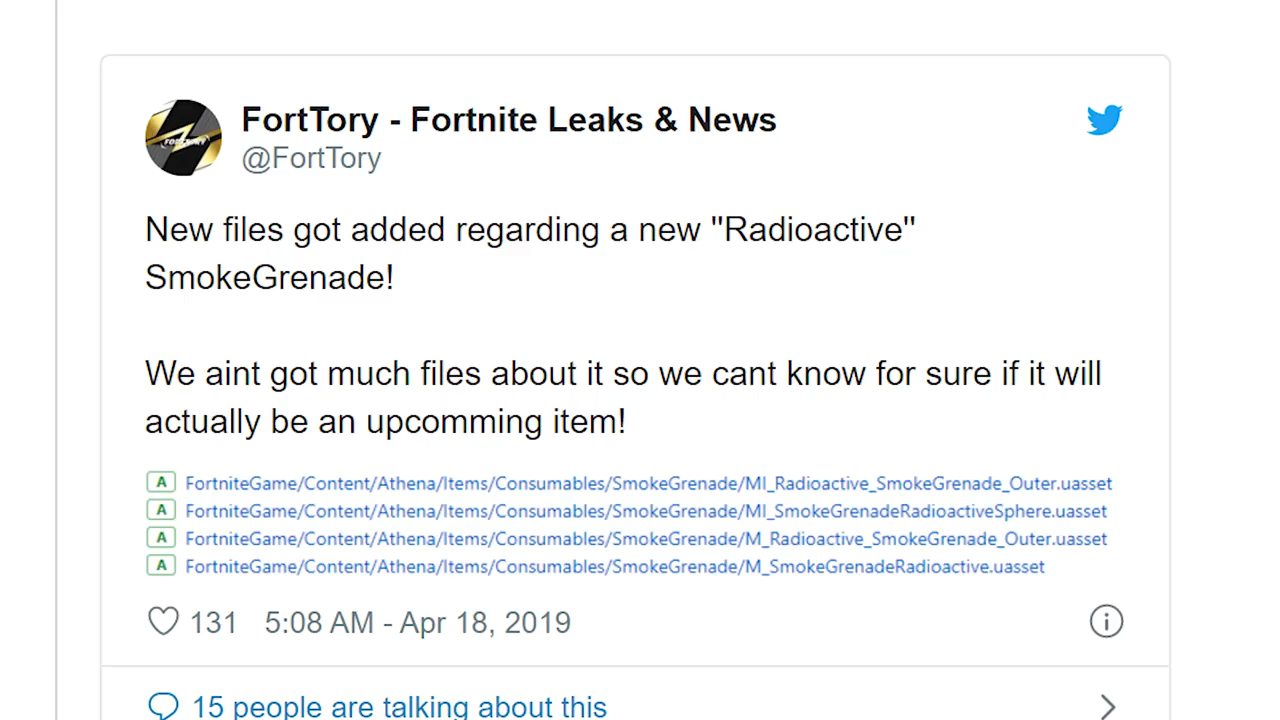 FortTory - Fortnite Leaks & News
@FortTory
New files got added regarding a new "Radioactive"
SmokeGrenade!
We aint got much files about it so we cant know for sure if it will
actually be an upcomming item!
A FortniteGame/Content/Athena/Items/Consumables/SmokeGrenade/MI_Radioactive_SmokeGrenade_Outer.uasset
A FortniteGame/Content/Athena/Items/Consumables/SmokeGrenade/MI_SmokeGrenadeRadioactiveSphere.uasset
A FortniteGame/Content/Athena/Items/Consumables/SmokeGrenade/M_Radioactive_SmokeGrenade_Outer.uasset
A FortniteGame/Content/Athena/Items/Consumables/SmokeGrenade/M_SmokeGrenadeRadioactive.uasset
131 5:08 AM - Apr 18, 2019
15 people are talking about this